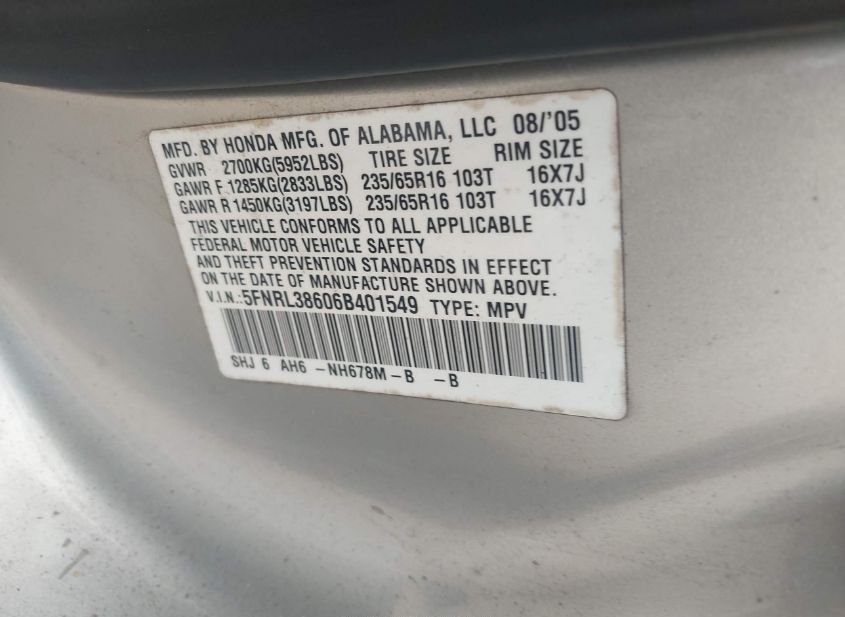 MFD. BY HONDA MFG. OF ALABAMA, LLC 08/'05
GVWR 2700KG(5952LBS) TIRE SIZE RIM SIZE
GAWR F 1285KG(2833LBS) 235/65R16 103T 16X7J
GAWR R 1450KG(3197LBS) 235/65R16 103T 16X7J
THIS VEHICLE CONFORMS TO ALL APPLICABLE
FEDERAL MOTOR VEHICLE SAFETY
AND THEFT PREVENTION STANDARDS IN EFFECT
ON THE DATE OF MANUFACTURE SHOWN ABOVE.
V.I.N.:5FNRL38606B401549 TYPE: MPV
SHJ 6 AH6 -NH678M-B -B